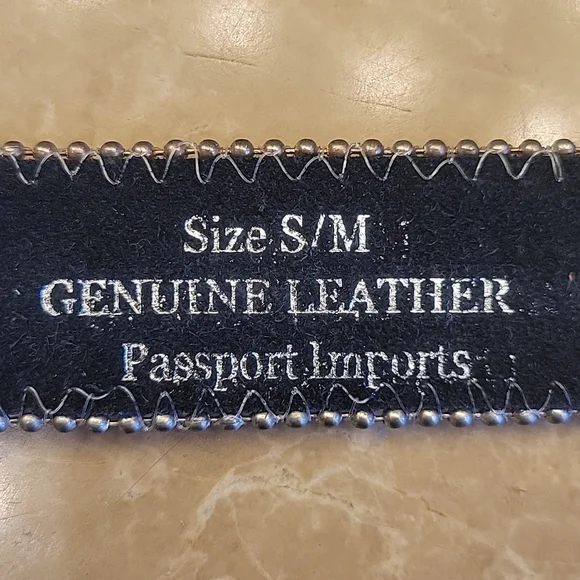 Size S/M
GENUINE LEATHER
Passport Imports